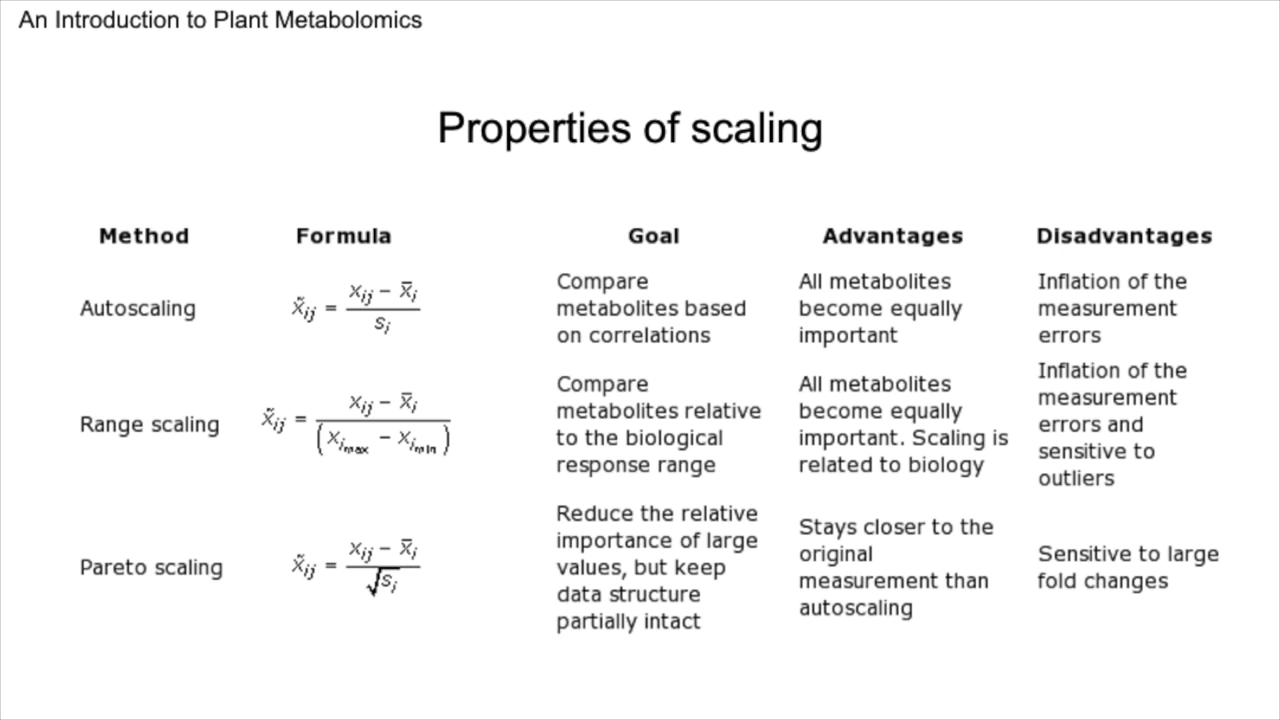 An Introduction to Plant Metabolomics
Properties of scaling
Method Formula Goal Advantages Disadvantages
Autoscaling
x̃ij = (xij − x̄i) / si
Compare
metabolites based
on correlations
All metabolites
become equally
important
Inflation of the
measurement
errors
Range scaling
x̃ij = (xij − x̄i) / (ximax − ximin)
Compare
metabolites relative
to the biological
response range
All metabolites
become equally
important. Scaling is
related to biology
Inflation of the
measurement
errors and
sensitive to
outliers
Pareto scaling
x̃ij = (xij − x̄i) / √si
Reduce the relative
importance of large
values, but keep
data structure
partially intact
Stays closer to the
original
measurement than
autoscaling
Sensitive to large
fold changes